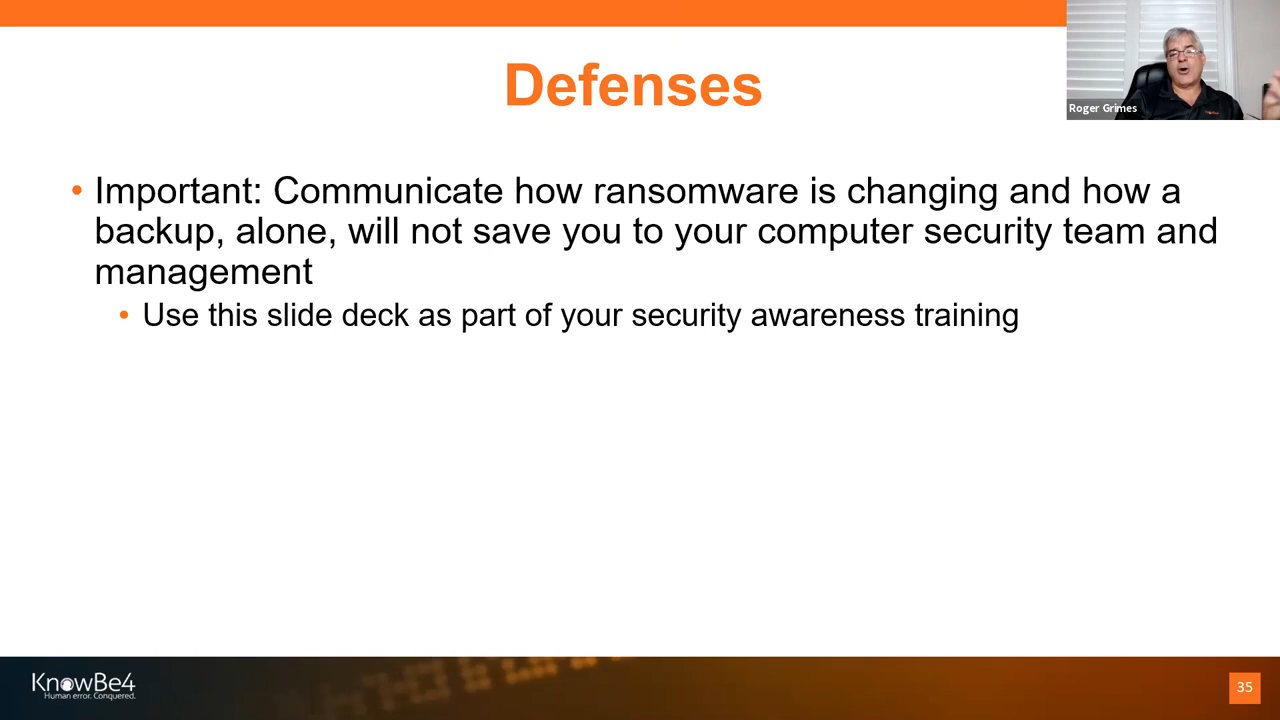 Defenses
Roger Grimes
• Important: Communicate how ransomware is changing and how a
backup, alone, will not save you to your computer security team and
management
• Use this slide deck as part of your security awareness training
KnowBe4
Human error. Conquered.
35